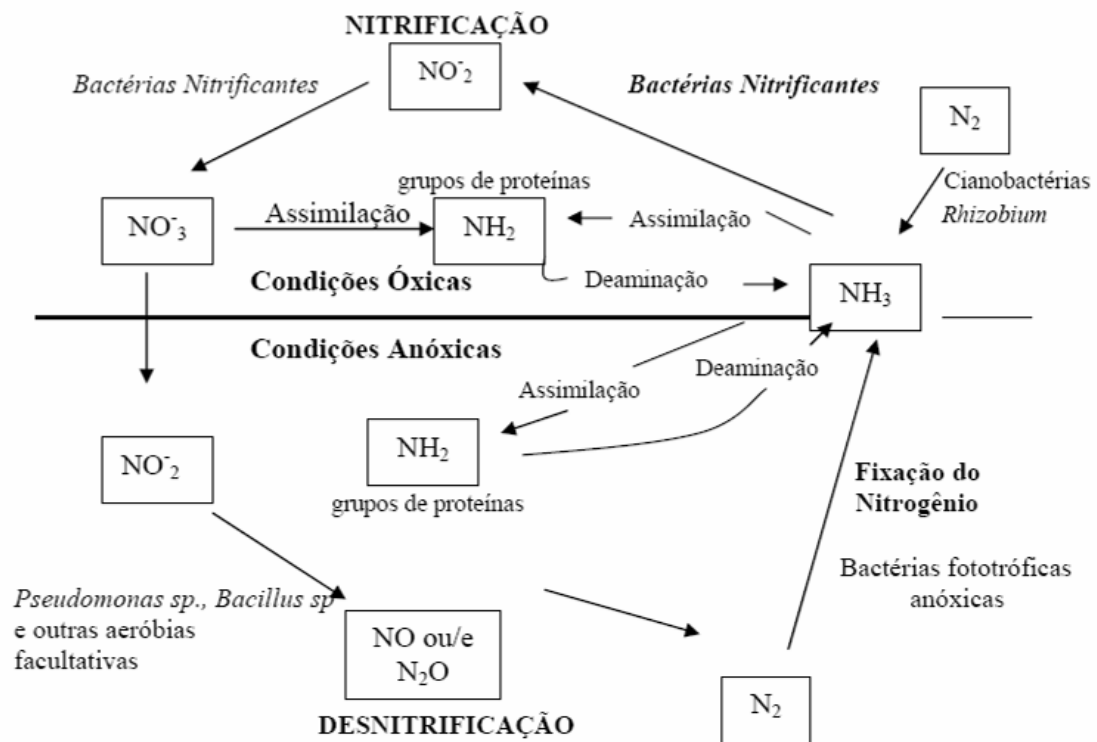 NITRIFICAÇÃO
NO⁻₂
Bactérias Nitrificantes
Bactérias Nitrificantes
N₂
Cianobactérias
Rhizobium
grupos de proteínas
NO⁻₃
Assimilação
NH₂
Assimilação
Deaminação
NH₃
Condições Óxicas
Condições Anóxicas
Deaminação
Assimilação
NH₂
grupos de proteínas
NO⁻₂
Fixação do
Nitrogênio
Bactérias fototróficas
anóxicas
Pseudomonas sp., Bacillus sp
e outras aeróbias
facultativas
NO ou/e
N₂O
DESNITRIFICAÇÃO
N₂